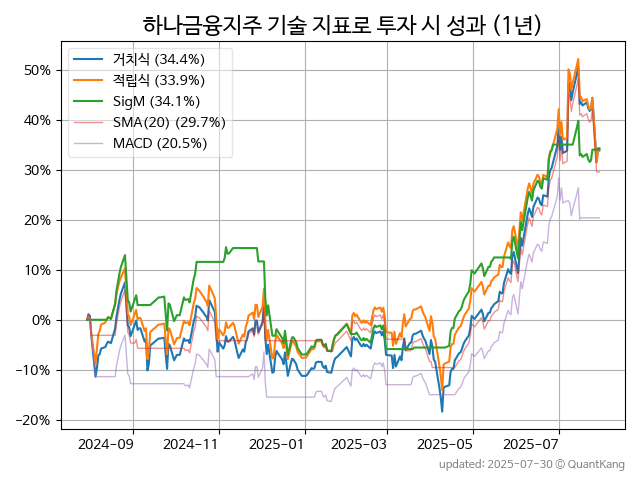 하나금융지주 기술 지표로 투자 시 성과 (1년)
거치식 (34.4%)
적립식 (33.9%)
SigM (34.1%)
SMA(20) (29.7%)
MACD (20.5%)
50%
40%
30%
20%
10%
0%
−10%
−20%
2024-09 2024-11 2025-01 2025-03 2025-05 2025-07
updated: 2025-07-30 ⓒ QuantKang